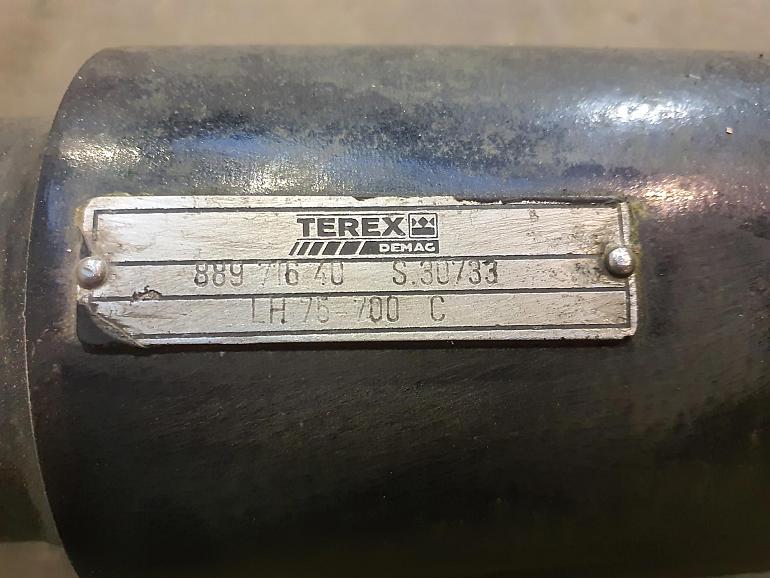 TEREX
DEMAG
889 716 40 S.30733
LH 75-700 C